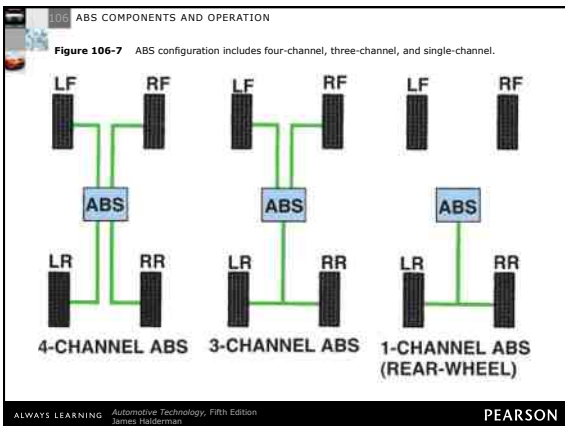 106 ABS COMPONENTS AND OPERATION
Figure 106-7 ABS configuration includes four-channel, three-channel, and single-channel.
LF RF LF RF LF RF
ABS ABS ABS
LR RR LR RR LR RR
4-CHANNEL ABS 3-CHANNEL ABS 1-CHANNEL ABS
(REAR-WHEEL)
ALWAYS LEARNING Automotive Technology, Fifth Edition
James Halderman
PEARSON